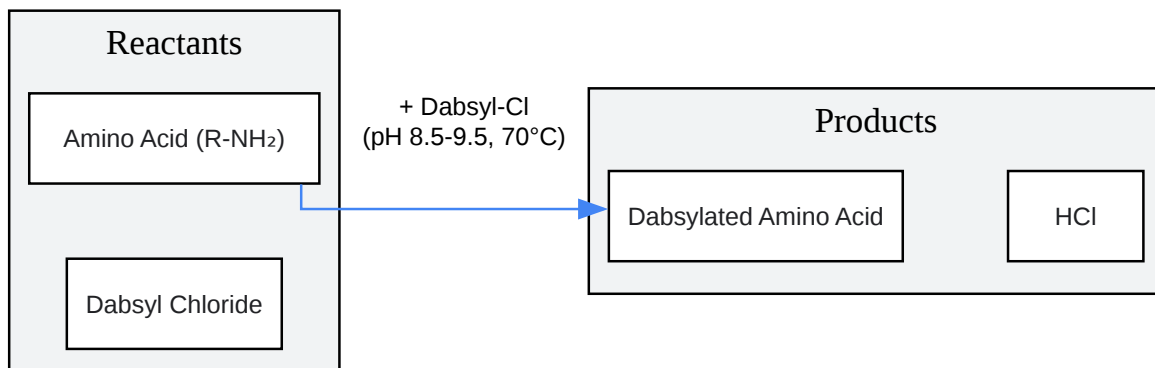 Reactants
Amino Acid (R-NH₂)
Dabsyl Chloride
+ Dabsyl-Cl
(pH 8.5-9.5, 70°C)
Products
Dabsylated Amino Acid
HCl